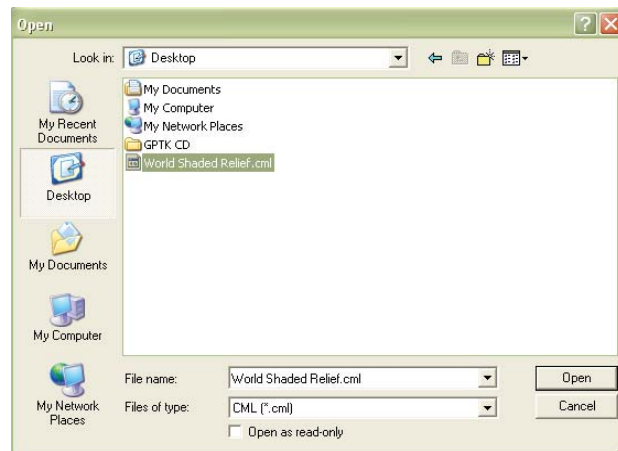 Open
Look in: Desktop
My Recent
Documents
Desktop
My Documents
My Computer
My Network
Places
My Documents
My Computer
My Network Places
GPTK CD
World Shaded Relief.cml
File name: World Shaded Relief.cml Open
Files of type: CML (*.cml) Cancel
Open as read-only